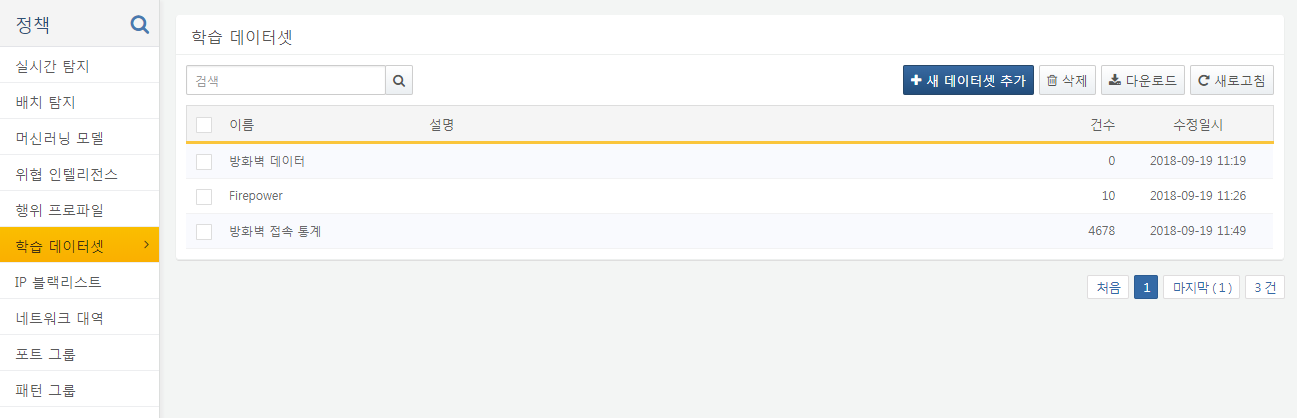 정책
실시간 탐지
배치 탐지
머신러닝 모델
위협 인텔리전스
행위 프로파일
학습 데이터셋
IP 블랙리스트
네트워크 대역
포트 그룹
패턴 그룹
학습 데이터셋
검색 새 데이터셋 추가 삭제 다운로드 새로고침
이름 설명 건수 수정일시
방화벽 데이터 0 2018-09-19 11:19
Firepower 10 2018-09-19 11:26
방화벽 접속 통계 4678 2018-09-19 11:49
처음 1 마지막 ( 1 ) 3 건